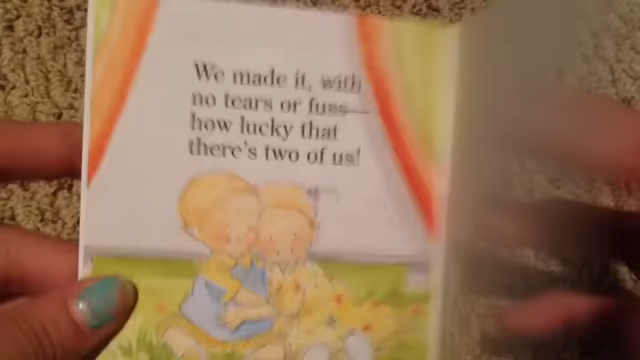 We made it, with
no tears or fuss—
how lucky that
there's two of us!